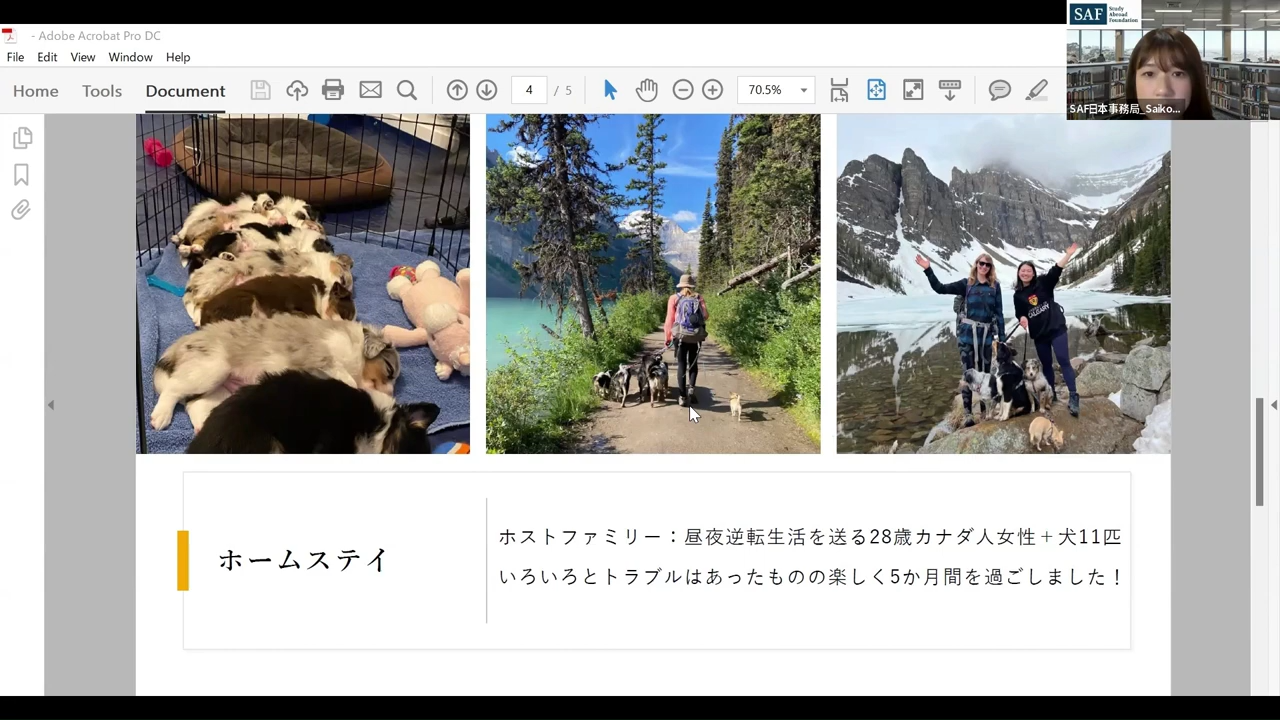 - Adobe Acrobat Pro DC
File Edit View Window Help
Home Tools Document 4 / 5 70.5%
SAF Study Abroad Foundation
SAF日本事務局_Saiko...
CALGARY
ホームステイ
ホストファミリー：昼夜逆転生活を送る28歳カナダ人女性＋犬11匹
いろいろとトラブルはあったものの楽しく5か月間を過ごしました！